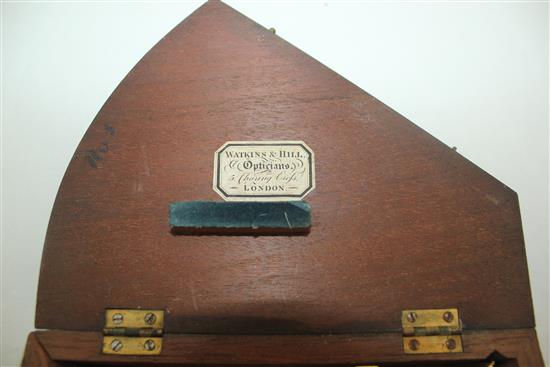 WATKINS & HILL,
Opticians,
5, Charing Cross,
LONDON